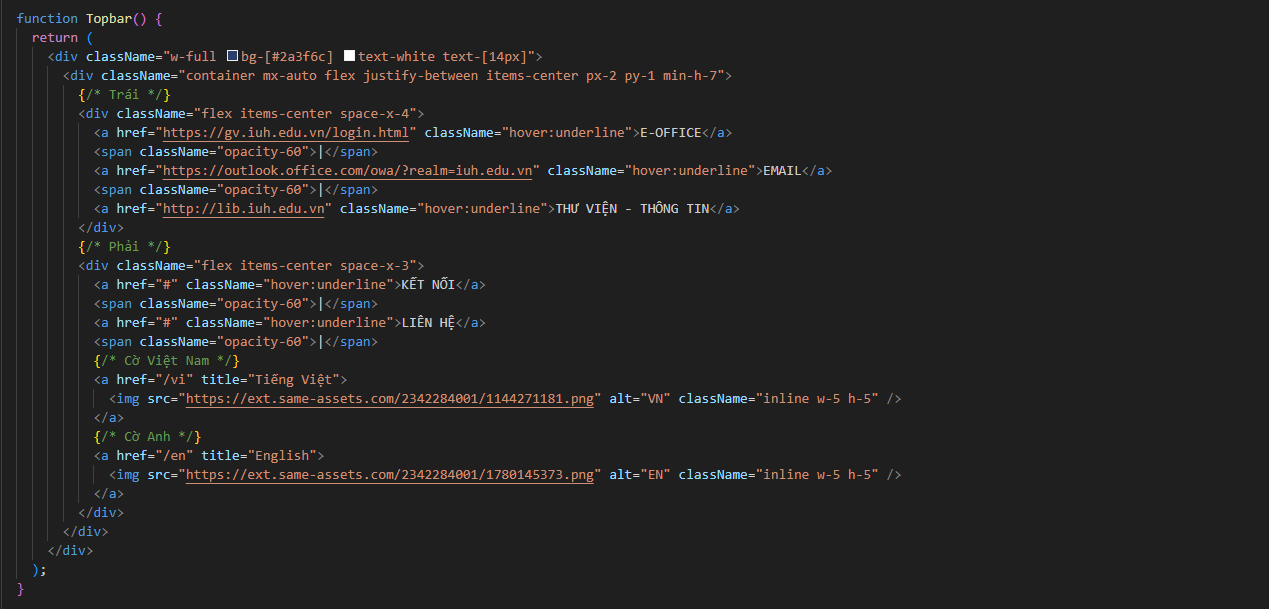 function Topbar() {
  return (
    <div className="w-full bg-[#2a3f6c] text-white text-[14px]">
      <div className="container mx-auto flex justify-between items-center px-2 py-1 min-h-7">
        {/* Trái */}
        <div className="flex items-center space-x-4">
          <a href="https://gv.iuh.edu.vn/login.html" className="hover:underline">E-OFFICE</a>
          <span className="opacity-60">|</span>
          <a href="https://outlook.office.com/owa/?realm=iuh.edu.vn" className="hover:underline">EMAIL</a>
          <span className="opacity-60">|</span>
          <a href="http://lib.iuh.edu.vn" className="hover:underline">THƯ VIỆN - THÔNG TIN</a>
        </div>
        {/* Phải */}
        <div className="flex items-center space-x-3">
          <a href="#" className="hover:underline">KẾT NỐI</a>
          <span className="opacity-60">|</span>
          <a href="#" className="hover:underline">LIÊN HỆ</a>
          <span className="opacity-60">|</span>
          {/* Cờ Việt Nam */}
          <a href="/vi" title="Tiếng Việt">
            <img src="https://ext.same-assets.com/2342284001/1144271181.png" alt="VN" className="inline w-5 h-5" />
          </a>
          {/* Cờ Anh */}
          <a href="/en" title="English">
            <img src="https://ext.same-assets.com/2342284001/1780145373.png" alt="EN" className="inline w-5 h-5" />
          </a>
        </div>
      </div>
    </div>
  );
}